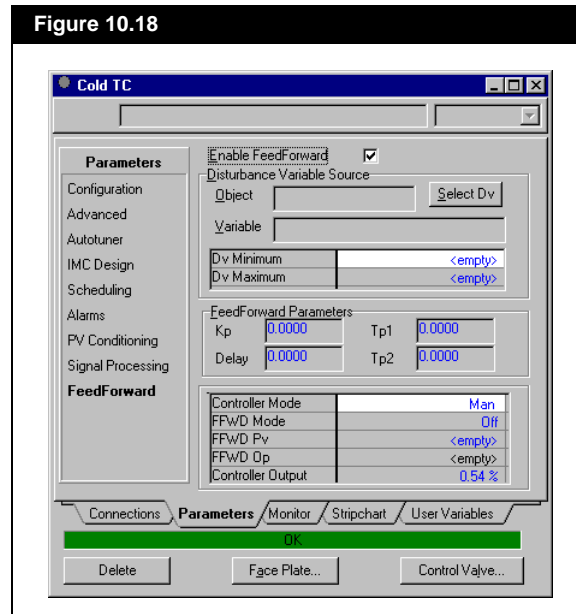 Figure 10.18
Cold TC
Parameters
Configuration
Advanced
Autotuner
IMC Design
Scheduling
Alarms
PV Conditioning
Signal Processing
FeedForward
Enable FeedForward
Disturbance Variable Source
Object
Select Dv
Variable
Dv Minimum <empty>
Dv Maximum <empty>
FeedForward Parameters
Kp 0.0000 Tp1 0.0000
Delay 0.0000 Tp2 0.0000
Controller Mode Man
FFWD Mode Off
FFWD Pv <empty>
FFWD Op <empty>
Controller Output 0.54 %
Connections Parameters Monitor Stripchart User Variables
OK
Delete Face Plate... Control Valve...